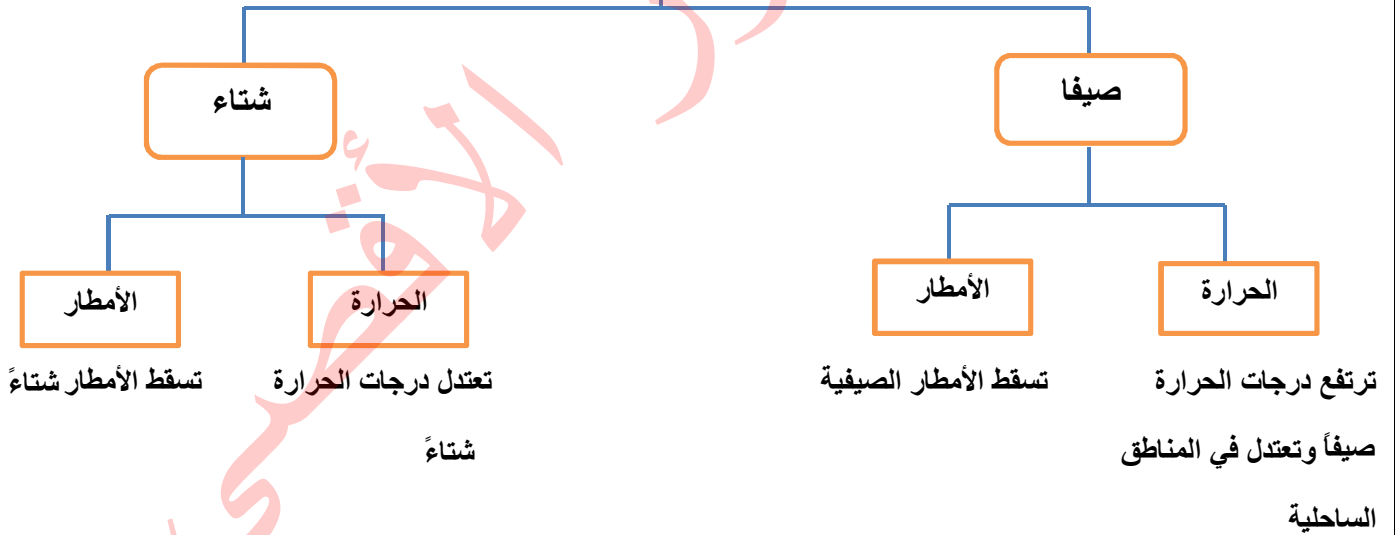 صيفا
شتاء
الحرارة
الأمطار
الحرارة
الأمطار
ترتفع درجات الحرارة
صيفاً وتعتدل في المناطق
الساحلية
تسقط الأمطار الصيفية
تعتدل درجات الحرارة
شتاءً
تسقط الأمطار شتاءً